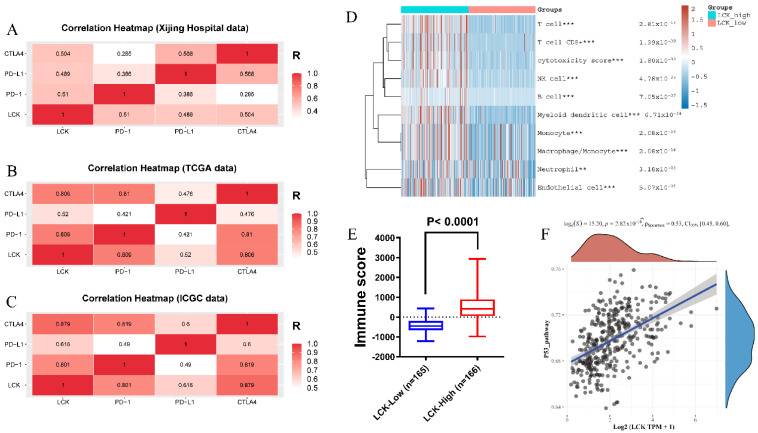 A
Correlation Heatmap (Xijing Hospital data)
CTLA4 0.504 0.285 0.568 1
PD-L1 0.489 0.386 1 0.568
PD-1 0.51 1 0.386 0.285
LCK 1 0.51 0.489 0.504
LCK PD-1 PD-L1 CTLA4
R
1.0
0.8
0.6
0.4
B
Correlation Heatmap (TCGA data)
CTLA4 0.806 0.81 0.476 1
PD-L1 0.52 0.421 1 0.476
PD-1 0.809 1 0.421 0.81
LCK 1 0.809 0.52 0.806
LCK PD-1 PD-L1 CTLA4
R
1.0
0.9
0.8
0.7
0.6
0.5
C
Correlation Heatmap (ICGC data)
CTLA4 0.879 0.819 0.6 1
PD-L1 0.616 0.49 1 0.6
PD-1 0.801 1 0.49 0.819
LCK 1 0.801 0.616 0.879
LCK PD-1 PD-L1 CTLA4
R
1.0
0.9
0.8
0.7
0.6
0.5
D
Groups
T cell***
T cell CD8+***
cytotoxicity score***
NK cell***
B cell***
Myeloid dendritic cell***
Monocyte***
Macrophage/Monocyte***
Neutrophil**
Endothelial cell***
2
1.5
1
0.5
0
-0.5
-1
-1.5
Groups
LCK_high
LCK_low
E
P< 0.0001
Immune score
4000
3000
2000
1000
0
-1000
-2000
LCK-Low (n=165)
LCK-High (n=166)
F
P53_pathway
0 2 4 6
Log2 (LCK TPM + 1)